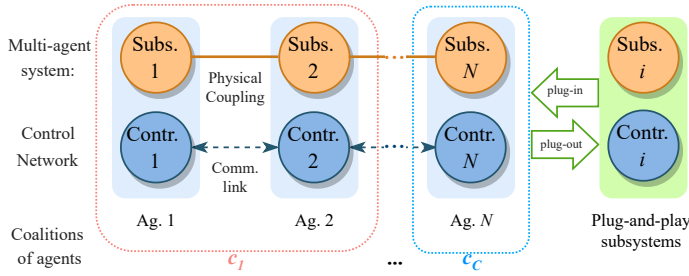 Multi-agent
system:
Subs.
1
Subs.
2
...
Subs.
N
Subs.
i
Physical
Coupling
plug-in
Control
Network
Contr.
1
Contr.
2
...
Contr.
N
Contr.
i
Comm.
link
plug-out
Ag. 1
Ag. 2
Ag. N
Plug-and-play
subsystems
Coalitions
of agents
c1
...
cC